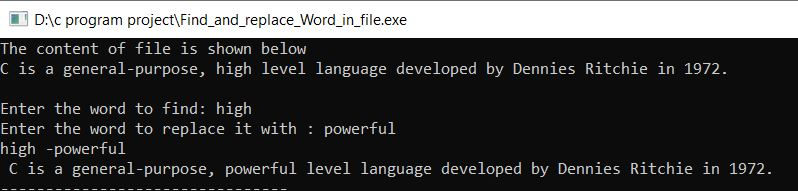 D:\c program project\Find_and_replace_Word_in_file.exe
The content of file is shown below
C is a general-purpose, high level language developed by Dennies Ritchie in 1972.
Enter the word to find: high
Enter the word to replace it with : powerful
high -powerful
 C is a general-purpose, powerful level language developed by Dennies Ritchie in 1972.
--------------------------------